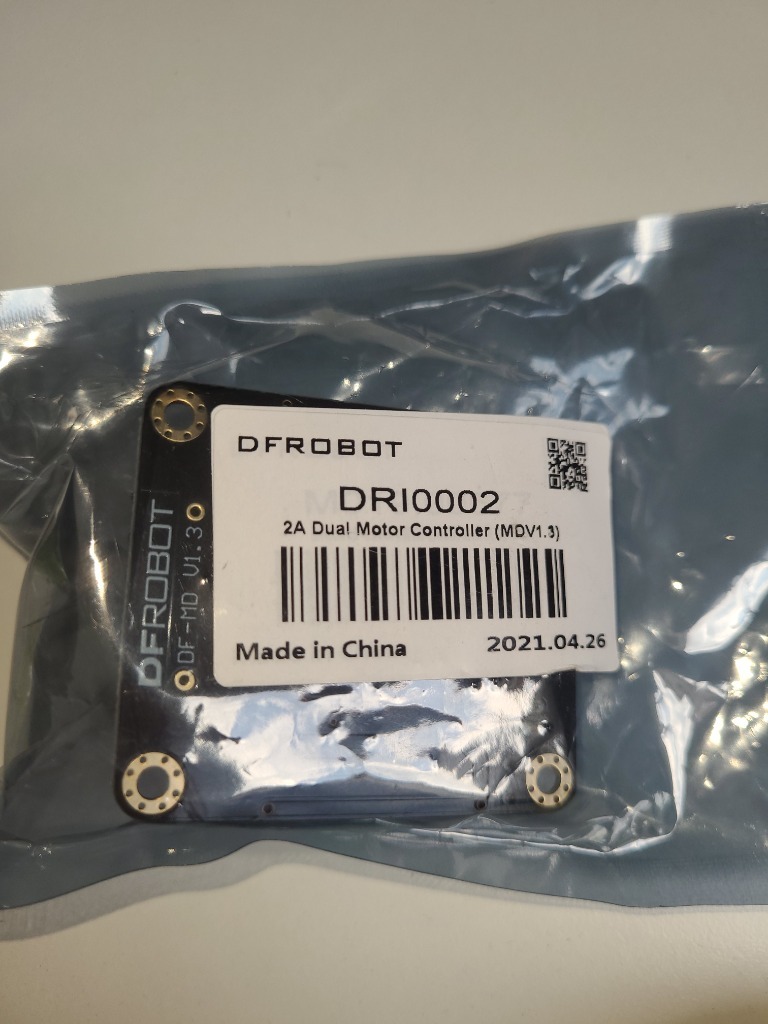 DFROBOT
DRI0002
2A Dual Motor Controller (MDV1.3)
Made in China
2021.04.26
DFROBOT
DF-MD V1.3